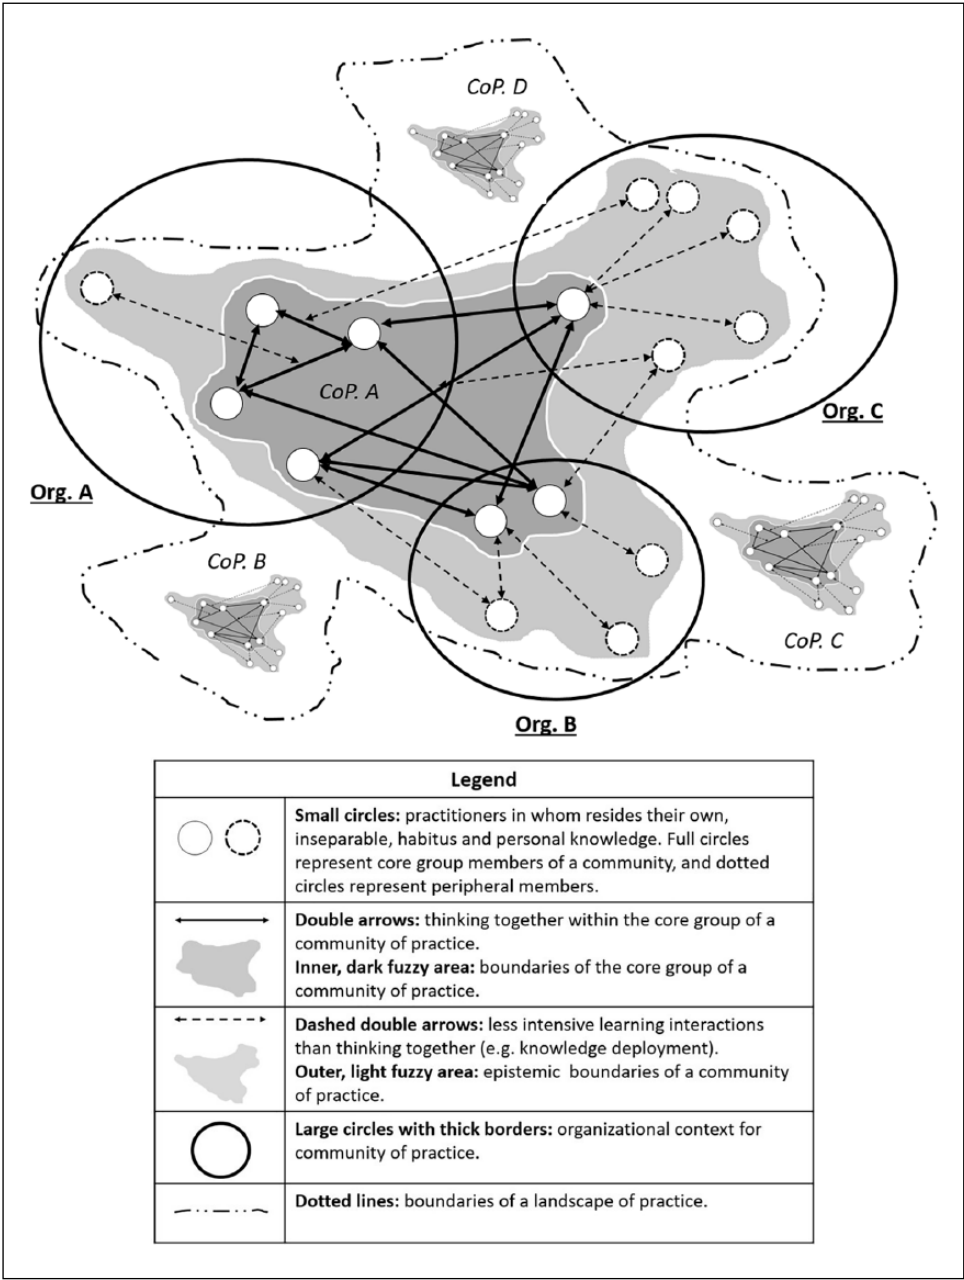 CoP. D
CoP. A
Org. C
Org. A
CoP. B
CoP. C
Org. B
Legend
Small circles: practitioners in whom resides their own,
inseparable, habitus and personal knowledge. Full circles
represent core group members of a community, and dotted
circles represent peripheral members.
Double arrows: thinking together within the core group of a
community of practice.
Inner, dark fuzzy area: boundaries of the core group of a
community of practice.
Dashed double arrows: less intensive learning interactions
than thinking together (e.g. knowledge deployment).
Outer, light fuzzy area: epistemic boundaries of a community
of practice.
Large circles with thick borders: organizational context for
community of practice.
Dotted lines: boundaries of a landscape of practice.